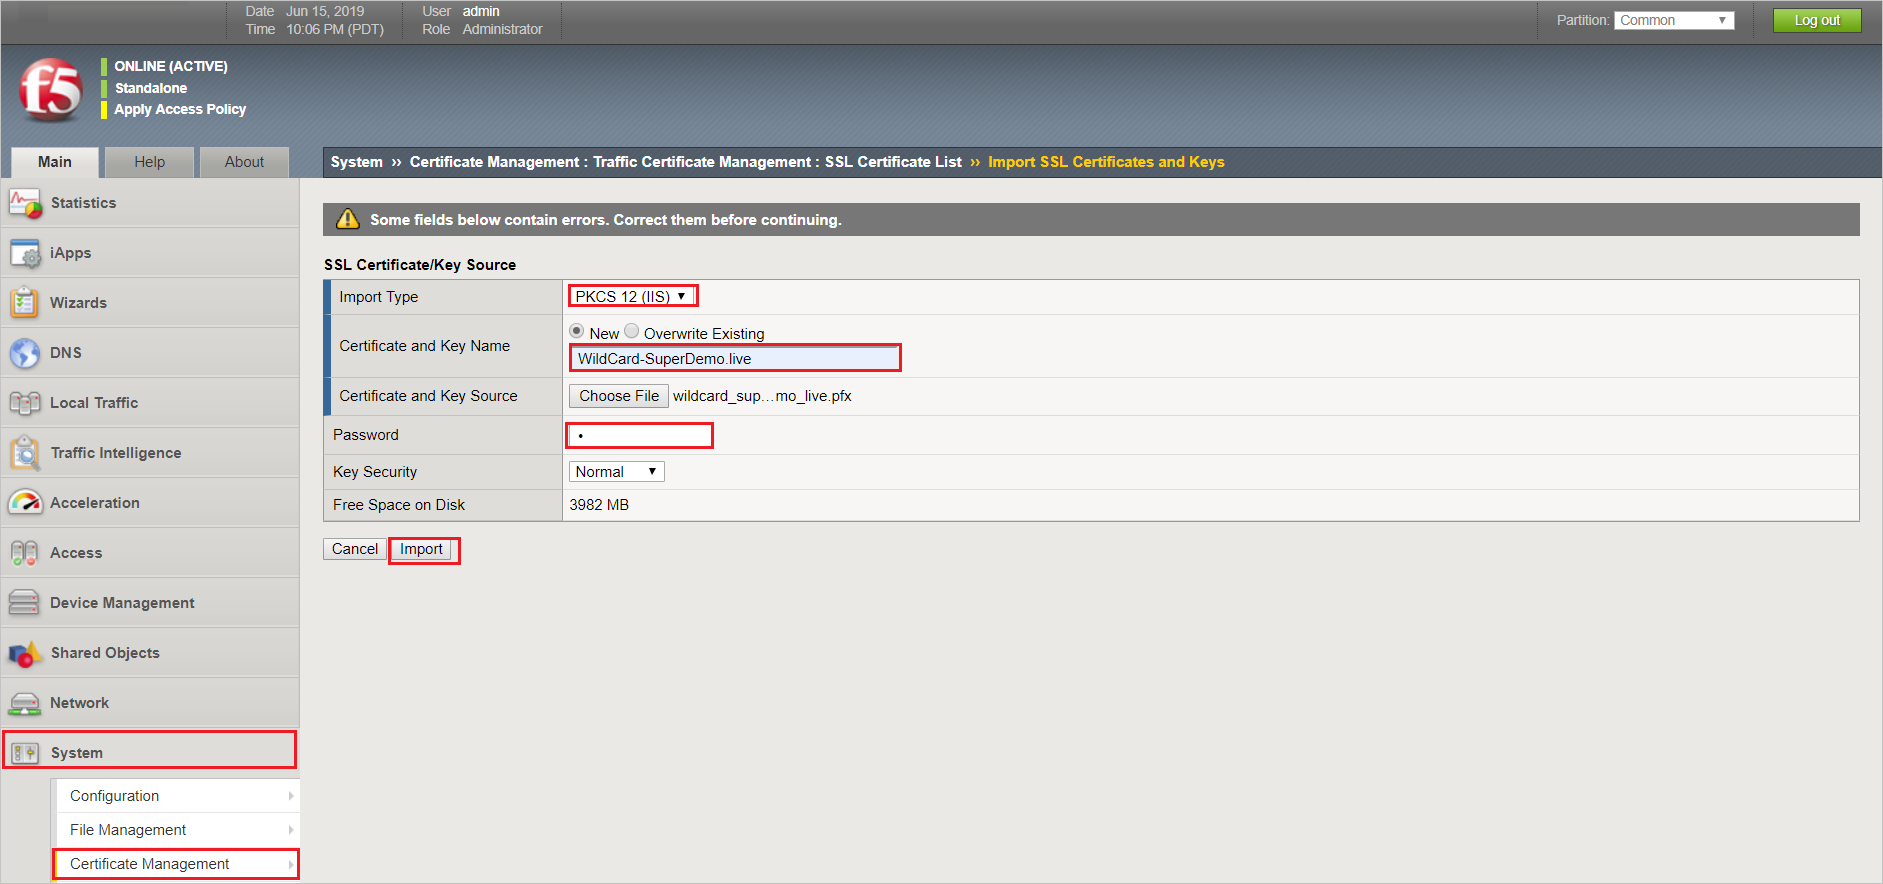 Date Jun 15, 2019
Time 10:06 PM (PDT)
User admin
Role Administrator
Partition: Common
Log out
f5
ONLINE (ACTIVE)
Standalone
Apply Access Policy
Main
Help
About
System ›› Certificate Management : Traffic Certificate Management : SSL Certificate List ›› Import SSL Certificates and Keys
Statistics
iApps
Wizards
DNS
Local Traffic
Traffic Intelligence
Acceleration
Access
Device Management
Shared Objects
Network
System
Configuration
File Management
Certificate Management
Some fields below contain errors. Correct them before continuing.
SSL Certificate/Key Source
Import Type PKCS 12 (IIS)
Certificate and Key Name New Overwrite Existing
WildCard-SuperDemo.live
Certificate and Key Source Choose File wildcard_sup...mo_live.pfx
Password •
Key Security Normal
Free Space on Disk 3982 MB
Cancel Import